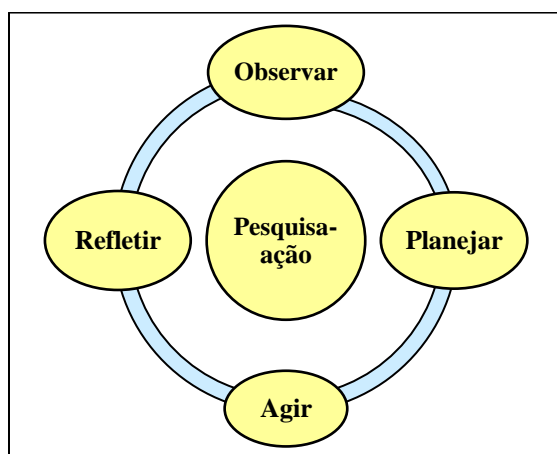 Observar
Refletir
Pesquisa-
ação
Planejar
Agir